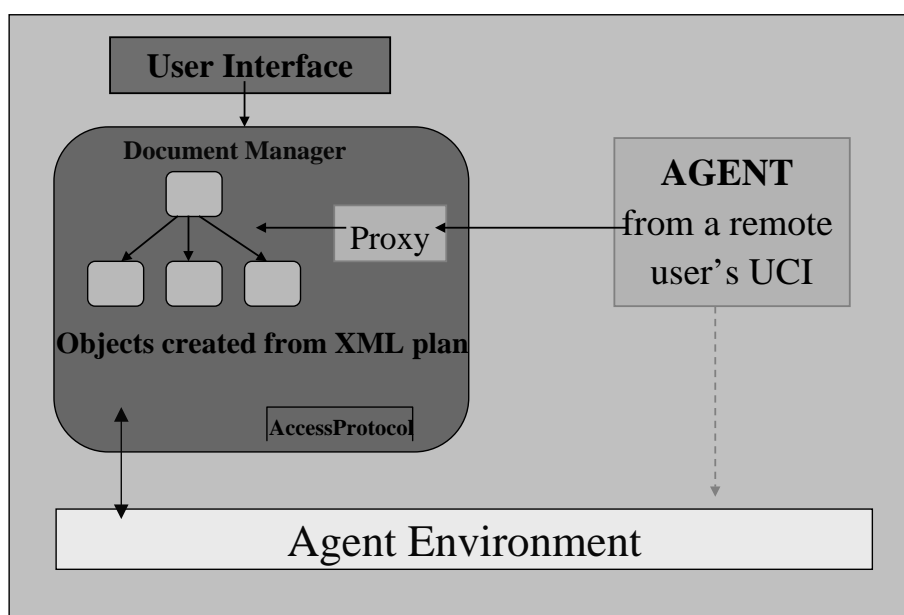 User Interface
Document Manager
AGENT
from a remote
user's UCI
Proxy
Objects created from XML plan
AccessProtocol
Agent Environment